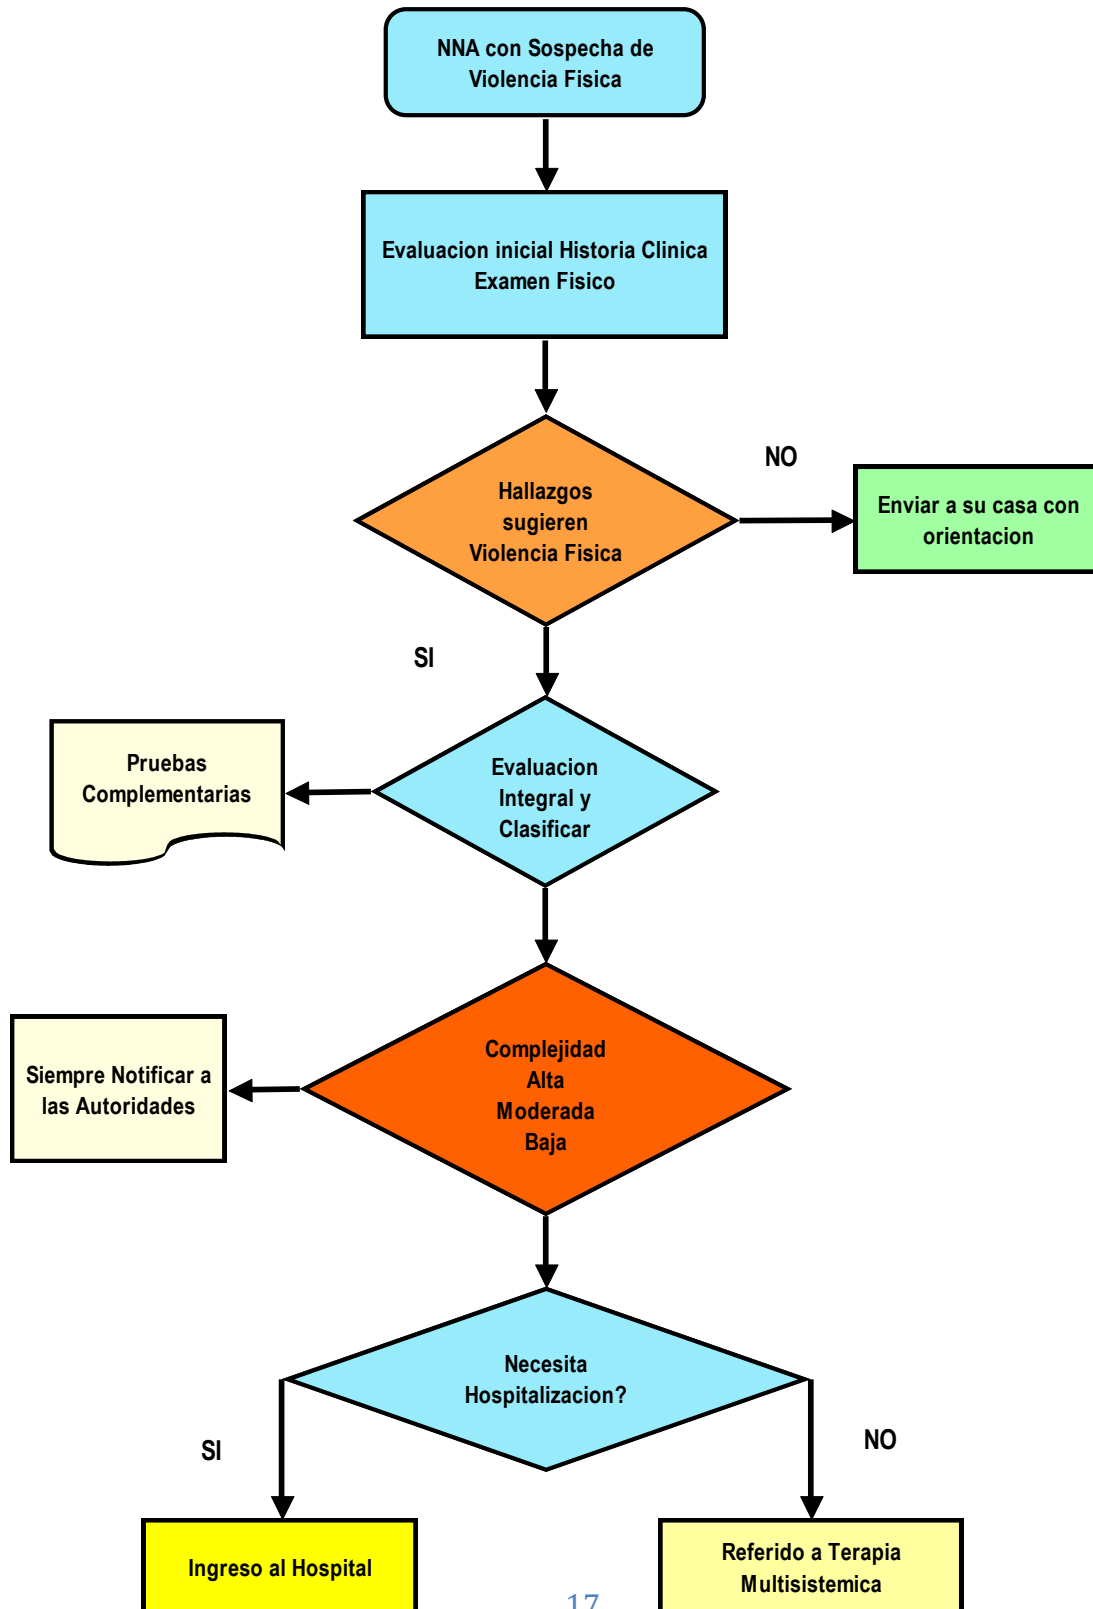 NNA con Sospecha de
Violencia Fisica
Evaluacion inicial Historia Clinica
Examen Fisico
Hallazgos
sugieren
Violencia Fisica
NO
Enviar a su casa con
orientacion
SI
Pruebas
Complementarias
Evaluacion
Integral y
Clasificar
Siempre Notificar a
las Autoridades
Complejidad
Alta
Moderada
Baja
Necesita
Hospitalizacion?
SI
NO
Ingreso al Hospital
Referido a Terapia
Multisistemica
17